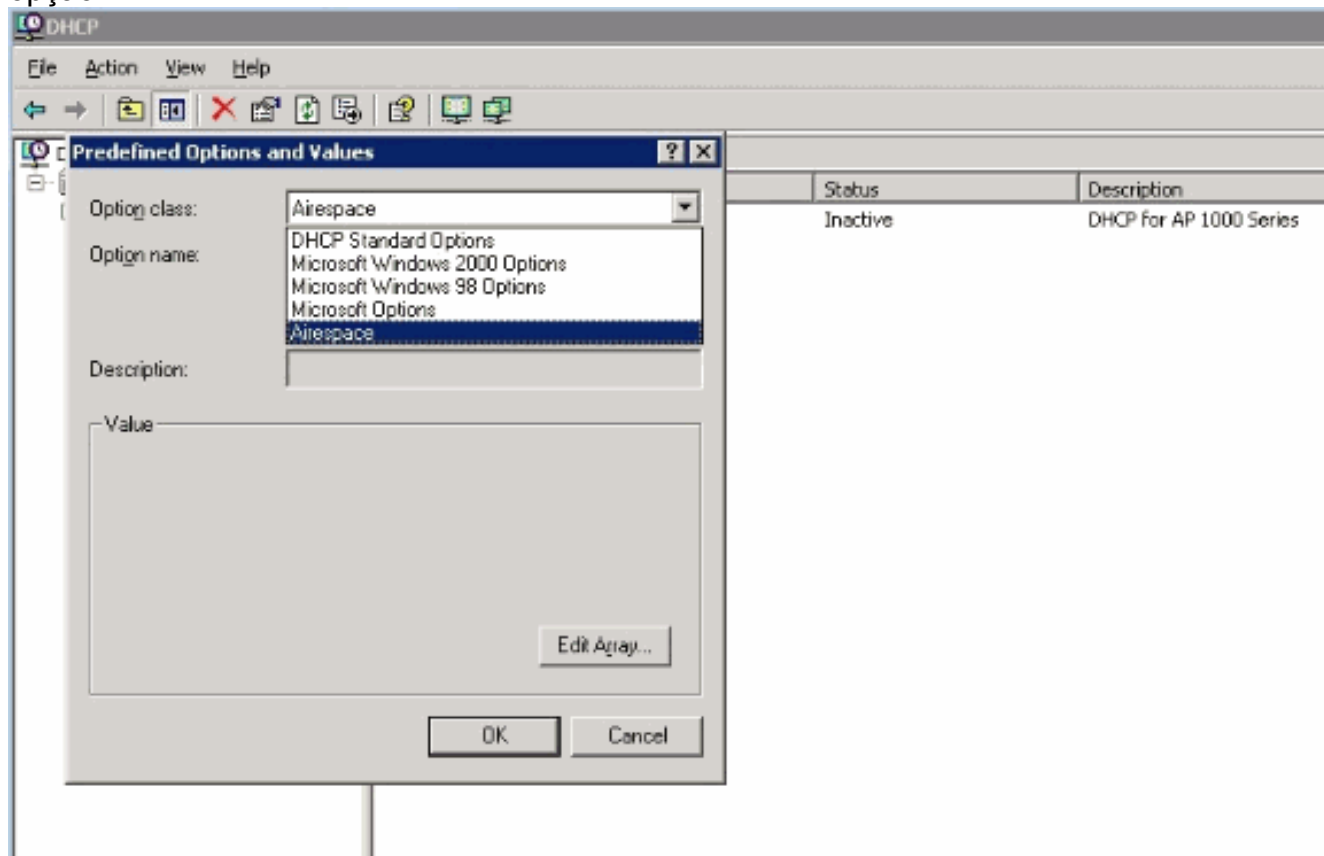 DHCP
File Action View Help
Predefined Options and Values
Status Description
Option class: Airespace
Inactive DHCP for AP 1000 Series
DHCP Standard Options
Option name:
Microsoft Windows 2000 Options
Microsoft Windows 98 Options
Microsoft Options
Airespace
Description:
Value
Edit Array...
OK Cancel